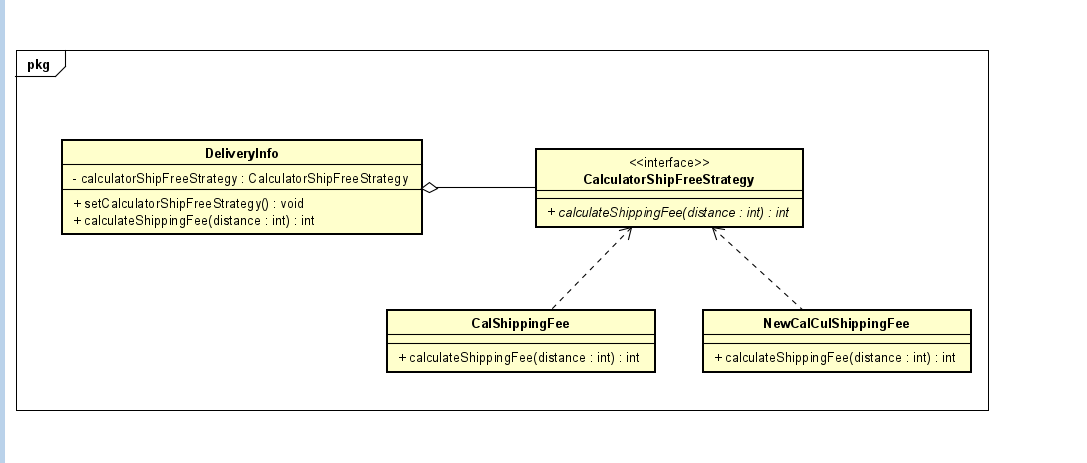 pkg
DeliveryInfo
- calculatorShipFreeStrategy : CalculatorShipFreeStrategy
+ setCalculatorShipFreeStrategy() : void
+ calculateShippingFee(distance : int) : int
<<interface>>
CalculatorShipFreeStrategy
+ calculateShippingFee(distance : int) : int
CalShippingFee
+ calculateShippingFee(distance : int) : int
NewCalCulShippingFee
+ calculateShippingFee(distance : int) : int